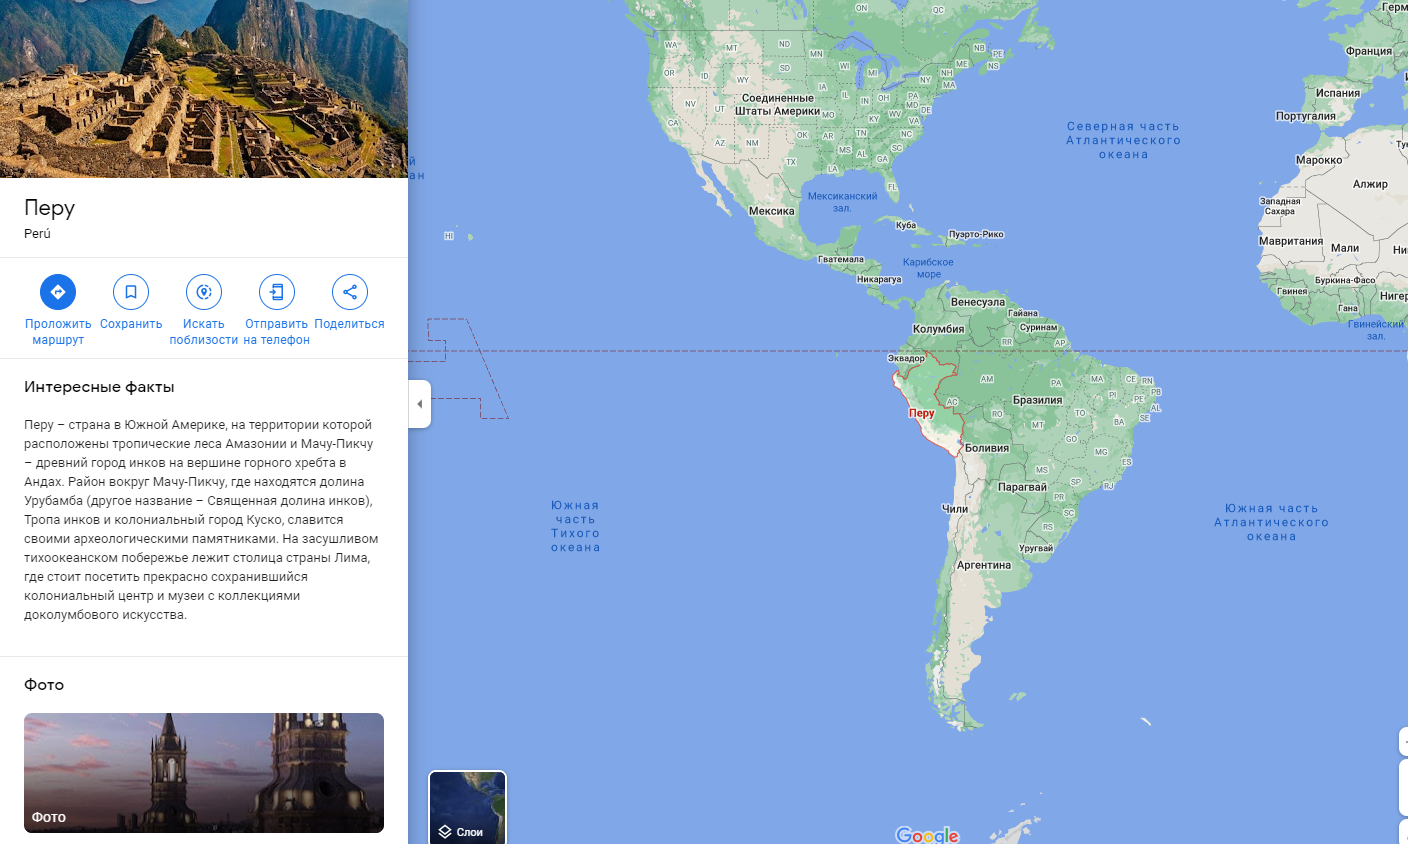 Перу
Perú
Проложить маршрут
Сохранить
Искать поблизости
Отправить на телефон
Поделиться
Интересные факты
Перу – страна в Южной Америке, на территории которой
расположены тропические леса Амазонии и Мачу-Пикчу
– древний город инков на вершине горного хребта в
Андах. Район вокруг Мачу-Пикчу, где находятся долина
Урубамба (другое название – Священная долина инков),
Тропа инков и колониальный город Куско, славится
своими археологическими памятниками. На засушливом
тихоокеанском побережье лежит столица страны Лима,
где стоит посетить прекрасно сохранившийся
колониальный центр и музеи с коллекциями
доколумбового искусства.
Фото
Фото
Слои
Google
ON
QC
NB
PE
NS
ME
WA
MT
ND
MN
OR
ID
WY
SD
WI
MI
NY
NH
MA
NV
UT
Соединенные
Штаты Америки
IA
IL
IN
OH
PA
MD
DE
CA
MO
KY
WV
VA
AZ
NM
OK
AR
TN
NC
TX
MS
AL
SC
GA
LA
FL
HI
Мексика
Мексиканский
зал.
Куба
Пуэрто-Рико
Гватемала
Карибское
море
Никарагуа
Северная часть
Атлантического
океана
Франция
Испания
Португалия
Марокко
Алжир
Западная
Сахара
Мавритания
Мали
Буркина-Фасо
Гвинея
Гана
Гвинейский
зал.
Венесуэла
Гайана
Колумбия
Суринам
RR
AP
Эквадор
AM
PA
MA
CE
RN
PB
PI
PE
AL
SE
AC
Бразилия
Перу
RO
TO
BA
MT
GO
Боливия
MG
ES
MS
SP
RJ
Парагвай
PR
SC
Чили
RS
Уругвай
Аргентина
Южная
часть
Тихого
океана
Южная часть
Атлантического
океана